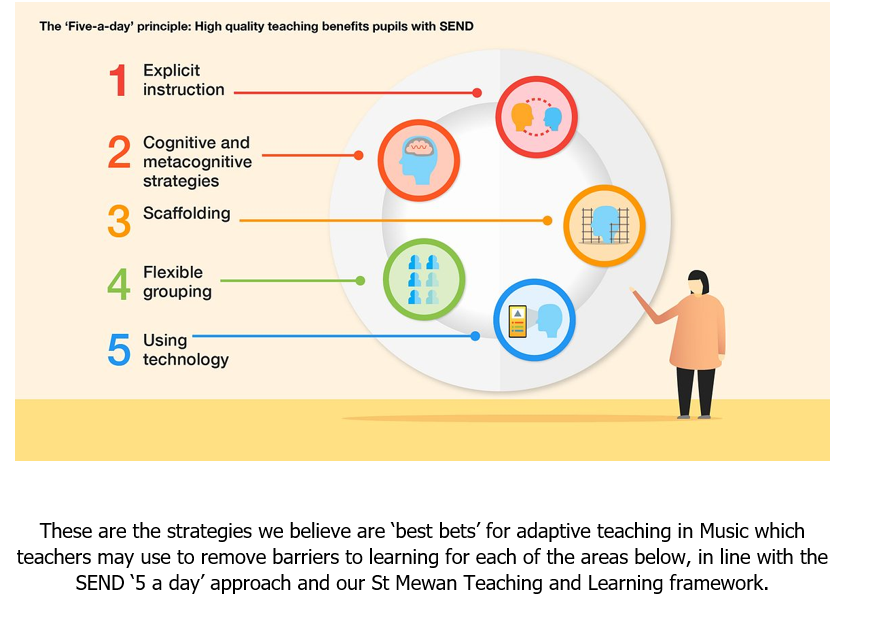 The ‘Five-a-day’ principle: High quality teaching benefits pupils with SEND
1 Explicit
instruction
2 Cognitive and
metacognitive
strategies
3 Scaffolding
4 Flexible
grouping
5 Using
technology
These are the strategies we believe are ‘best bets’ for adaptive teaching in Music which
teachers may use to remove barriers to learning for each of the areas below, in line with the
SEND ‘5 a day’ approach and our St Mewan Teaching and Learning framework.